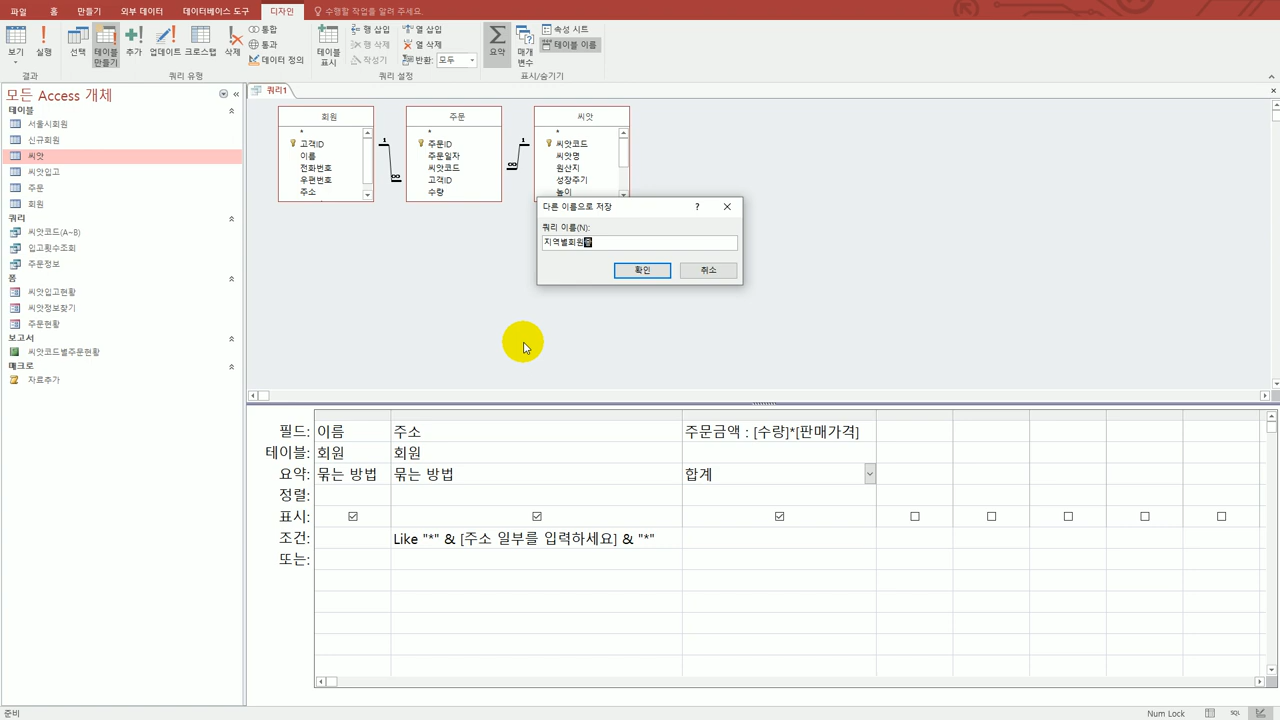 파일 홈 만들기 외부 데이터 데이터베이스 도구 디자인 수행할 작업을 알려 주세요.
보기 실행 선택 테이블 만들기 추가 업데이트 크로스탭 삭제 통합 통과 데이터 정의 테이블 표시 행 삽입 행 삭제 작성기 열 삽입 열 삭제 반환: 모두 요약 매개 변수 속성 시트 테이블 이름
결과 쿼리 유형 쿼리 설정 표시/숨기기
모든 Access 개체
테이블
서울시회원
신규회원
씨앗
씨앗입고
주문
회원
쿼리
씨앗코드(A~B)
입고횟수조회
주문정보
폼
씨앗입고현황
씨앗정보찾기
주문현황
보고서
씨앗코드별주문현황
매크로
자료추가
쿼리1
회원
*
고객ID
이름
전화번호
우편번호
주소
1
∞
주문
*
주문ID
주문일자
씨앗코드
고객ID
수량
1
∞
씨앗
*
씨앗코드
씨앗명
원산지
성장주기
높이
다른 이름으로 저장
쿼리 이름(N):
지역별회원
확인 취소
필드: 이름 주소 주문금액 : [수량]*[판매가격]
테이블: 회원 회원
요약: 묶는 방법 묶는 방법 합계
정렬:
표시:
조건: Like "*" & [주소 일부를 입력하세요] & "*"
또는:
준비 Num Lock SQL